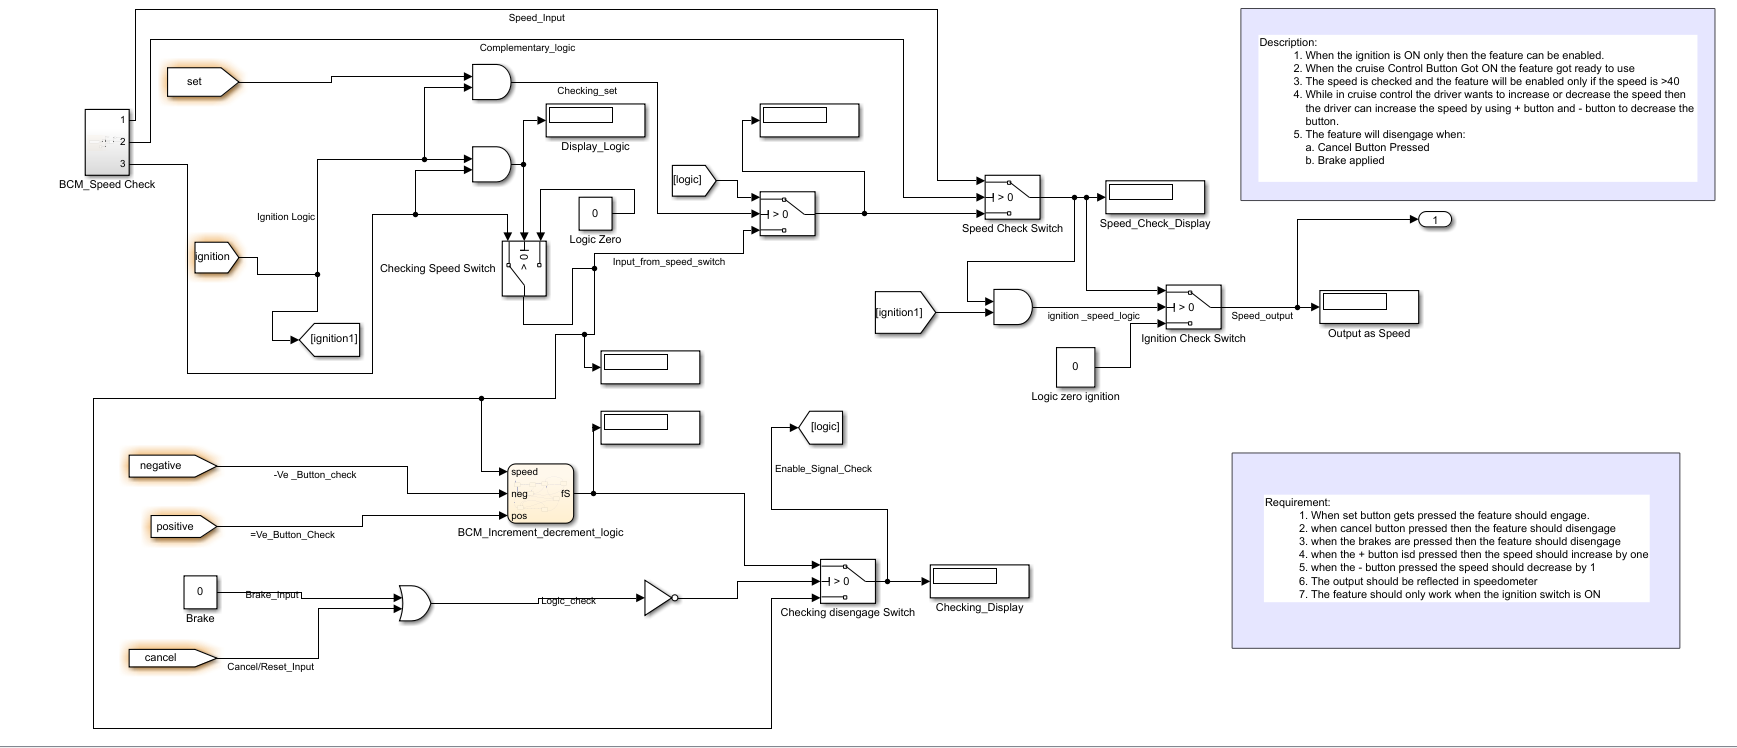 Speed_Input
Complementary_logic
set
Checking_set
1
2
3
BCM_Speed Check
Display_Logic
[logic]
> 0
> 0
Speed Check Switch
Speed_Check_Display
Ignition Logic
0
Logic Zero
ignition
Checking Speed Switch
> 0
Input_from_speed_switch
[ignition1]
[ignition1]
ignition _speed_logic
> 0
Ignition Check Switch
Speed_output
Output as Speed
1
0
Logic zero ignition
Description:
1. When the ignition is ON only then the feature can be enabled.
2. When the cruise Control Button Got ON the feature got ready to use
3. The speed is checked and the feature will be enabled only if the speed is >40
4. While in cruise control the driver wants to increase or decrease the speed then
the driver can increase the speed by using + button and - button to decrease the
button.
5. The feature will disengage when:
a. Cancel Button Pressed
b. Brake applied
negative
-Ve _Button_check
positive
=Ve_Button_Check
speed
neg
pos
fS
BCM_Increment_decrement_logic
[logic]
Enable_Signal_Check
0
Brake
Brake_Input
Logic_check
cancel
Cancel/Reset_Input
> 0
Checking disengage Switch
Checking_Display
Requirement:
1. When set button gets pressed the feature should engage.
2. when cancel button pressed then the feature should disengage
3. when the brakes are pressed then the feature should disengage
4. when the + button isd pressed then the speed should increase by one
5. when the - button pressed the speed should decrease by 1
6. The output should be reflected in speedometer
7. The feature should only work when the ignition switch is ON